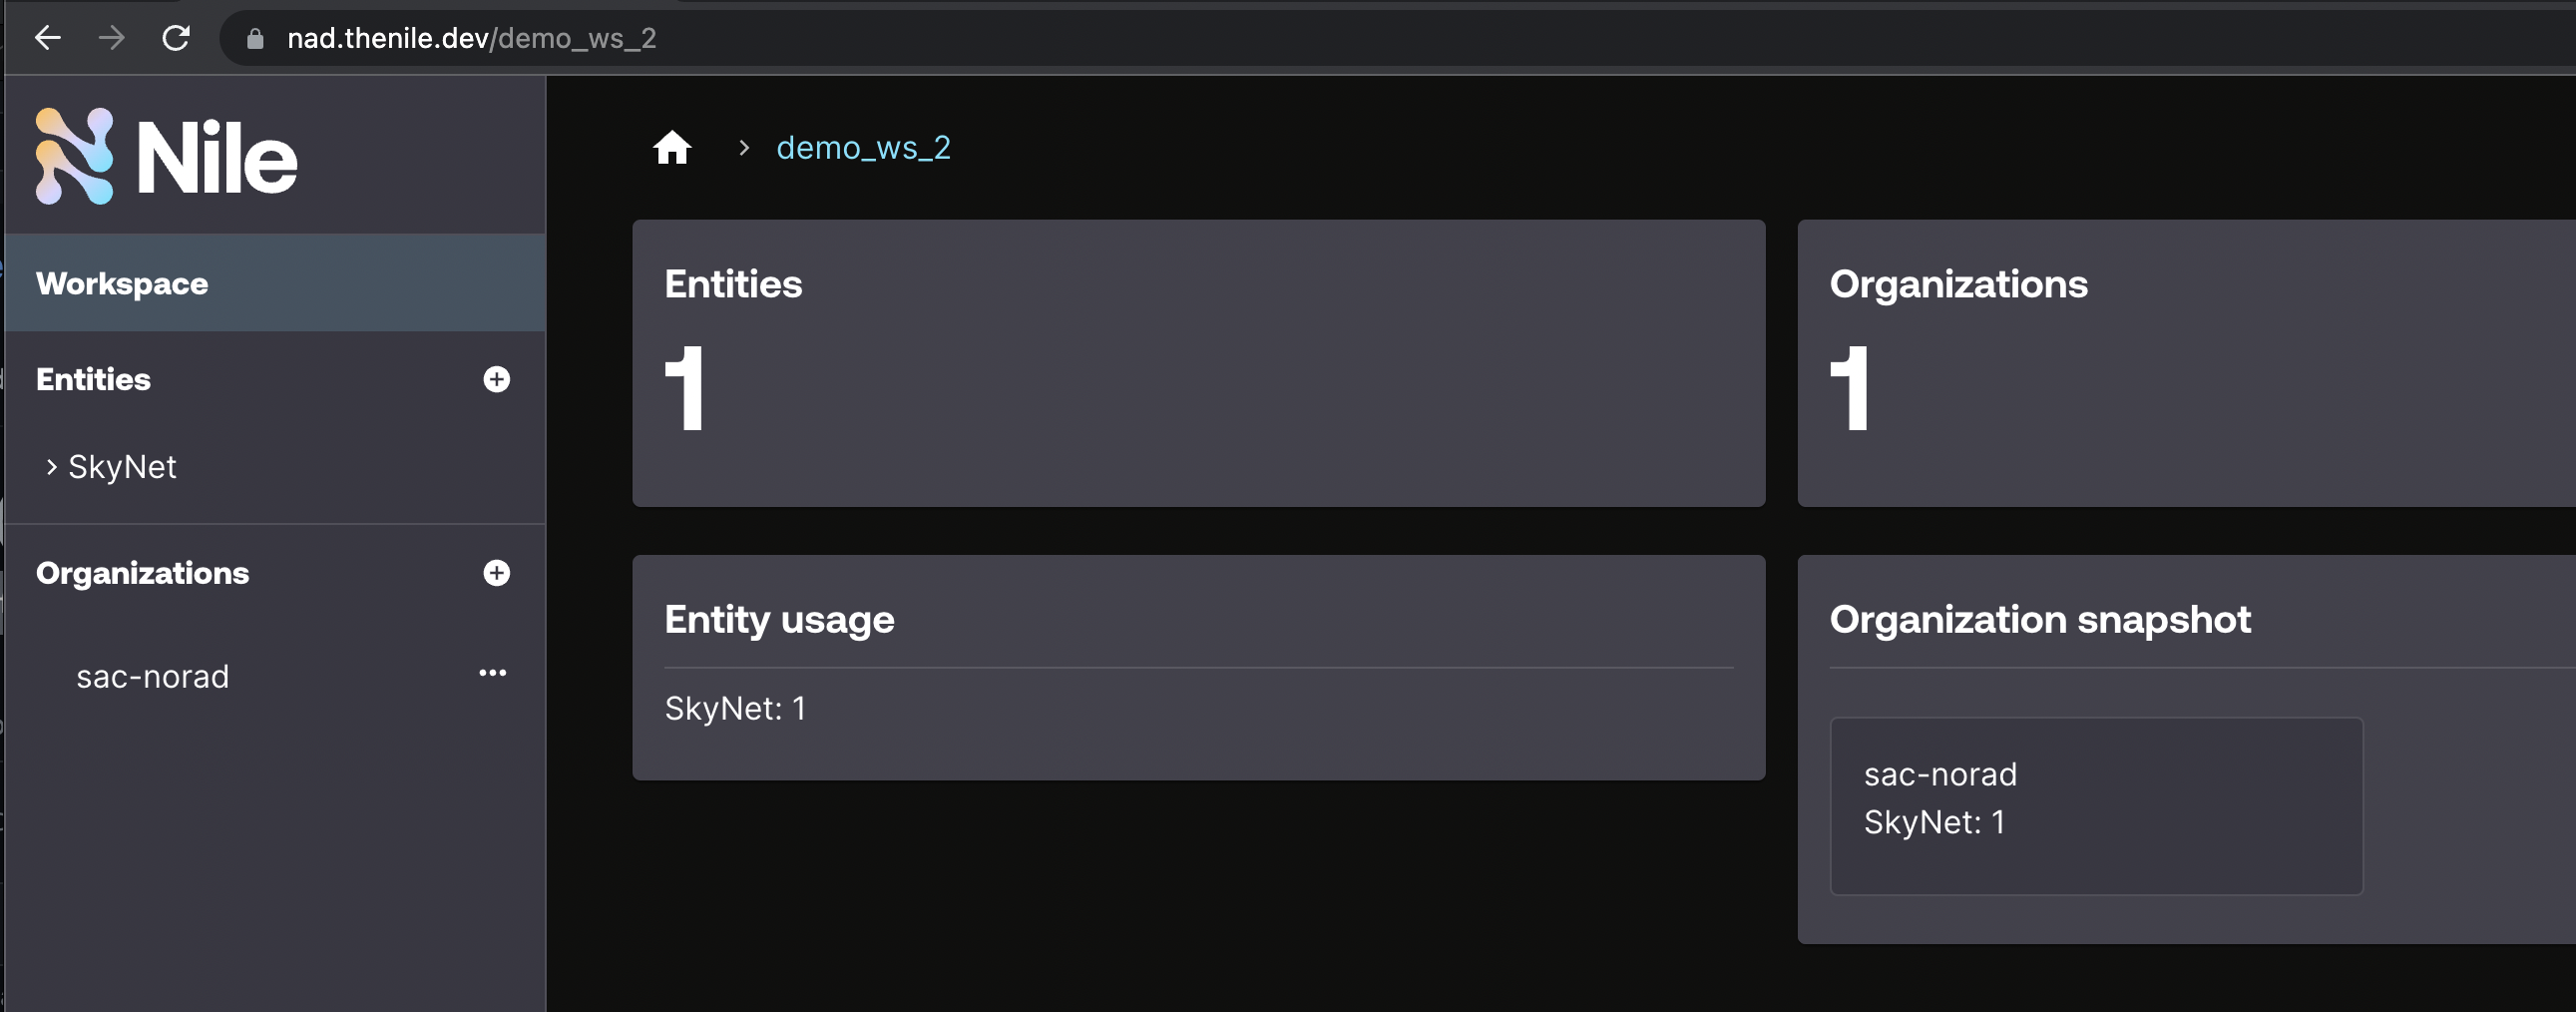 nad.thenile.dev/demo_ws_2
Nile
Workspace
Entities
SkyNet
Organizations
sac-norad
demo_ws_2
Entities
1
Organizations
1
Entity usage
SkyNet: 1
Organization snapshot
sac-norad
SkyNet: 1